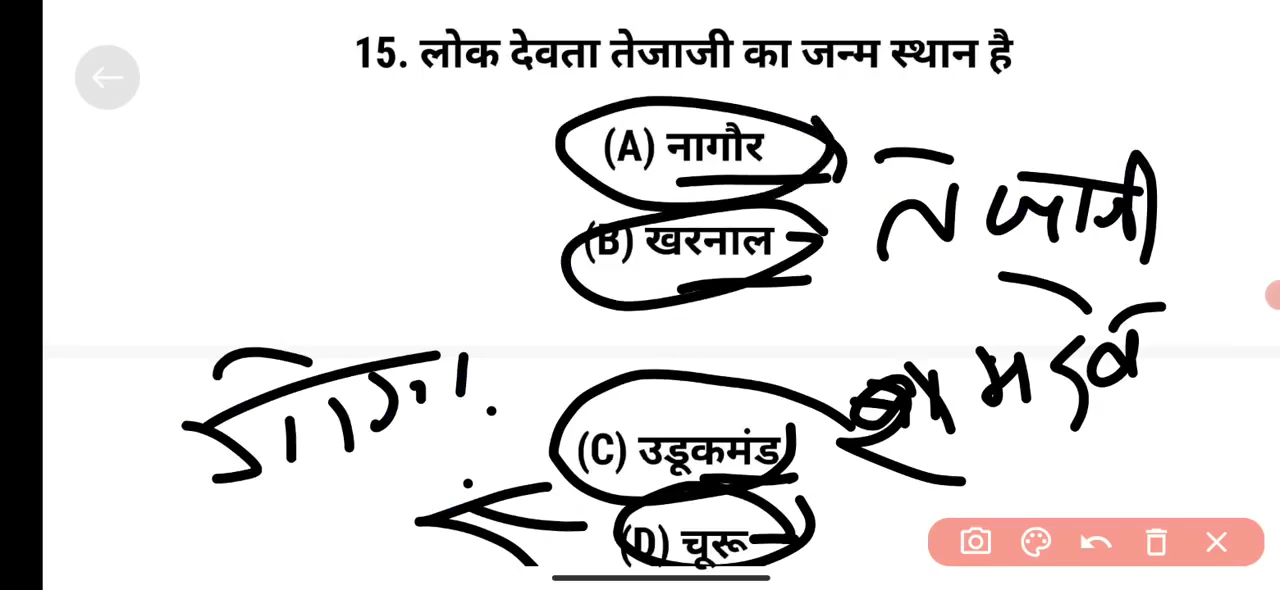 15. लोक देवता तेजाजी का जन्म स्थान है
(A) नागौर
(B) खरनाल
तेजाजी
(C) उडूकमंड
(D) चूरू